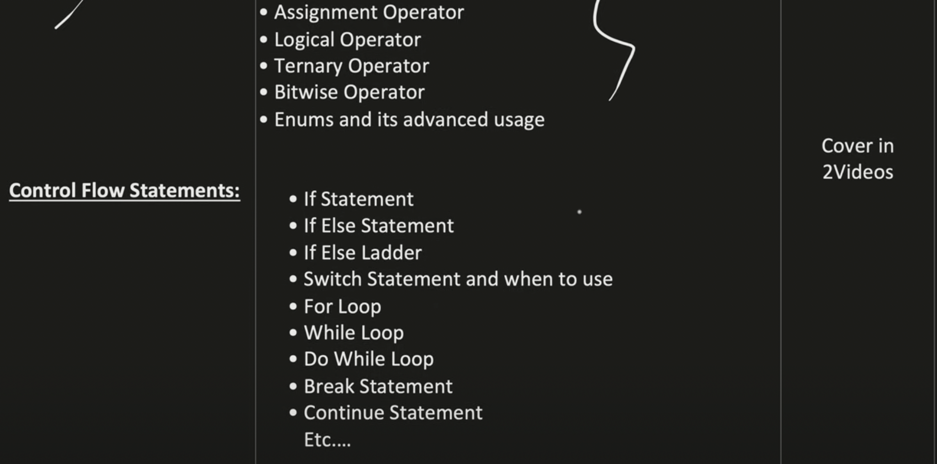 • Assignment Operator
• Logical Operator
• Ternary Operator
• Bitwise Operator
• Enums and its advanced usage
Control Flow Statements:
• If Statement
• If Else Statement
• If Else Ladder
• Switch Statement and when to use
• For Loop
• While Loop
• Do While Loop
• Break Statement
• Continue Statement
Etc....
Cover in
2Videos